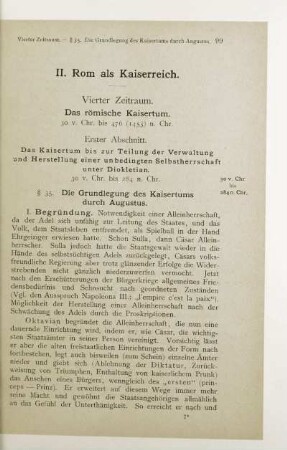 Vierter Zeitraum. — § 35. Die Grundlegung des Kaisertums durch Augustus. 99
II. Rom als Kaiserreich.
Vierter Zeitraum.
Das römische Kaisertum.
30 v. Chr. bis 476 (1453) n. Chr.
Erster Abschnitt.
Das Kaisertum bis zur Teilung der Verwaltung
und Herstellung einer unbedingten Selbstherrschaft
unter Diokletian.
30 v. Chr. bis 284 n. Chr.
30 v. Chr.
bis
284 n. Chr.
§ 35. Die Grundlegung des Kaisertums
durch Augustus.
I. Begründung. Notwendigkeit einer Alleinherrschaft,
da der Adel sich unfähig zur Leitung des Staates, und das
Volk, dem Staatsleben entfremdet, als Spielball in der Hand
Ehrgeiziger erwiesen hatte. Schon Sulla, dann Cäsar Allein-
herrscher. Sulla jedoch hatte die Staatsgewalt wieder in die
Hände des selbstsüchtigen Adels zurückgelegt, Cäsars volks-
freundliche Regierung aber trotz glänzender Erfolge die Wider-
strebenden nicht gänzlich niederzuwerfen vermocht. Jetzt
nach den Erschütterungen der Bürgerkriege allgemeines Frie-
densbedürfnis und Sehnsucht nach geordneten Zuständen
(Vgl. den Ausspruch Napoleons III.: „l'empire c'est la paix“).
Möglichkeit der Herstellung einer Alleinherrschaft nach der
Schwächung des Adels durch die Proskriptionen.
Oktavian begründet die Alleinherrschaft, die nun eine
dauernde Einrichtung wird, indem er, wie Cäsar, die wichtig-
sten Staatsämter in seiner Person vereinigt. Vorsichtig lässt
er die alten freistaatlichen Einrichtungen der Form nach
fortbestehen, legt auch bisweilen (zum Schein) einzelne Ämter
nieder und giebt sich (Ablehnung der Diktatur, Zurück-
weisung von Triumphen, Enthaltung von kaiserlichem Prunk)
das Ansehen eines Bürgers, wenngleich des „ersten“ (prin-
ceps — Prinz). Er erweitert auf diesem Wege immer mehr
seine Macht und gewöhnt die Staatsangehörigen allmählich
an das Gefühl der Unterthänigkeit. So erreicht er nach und
7*